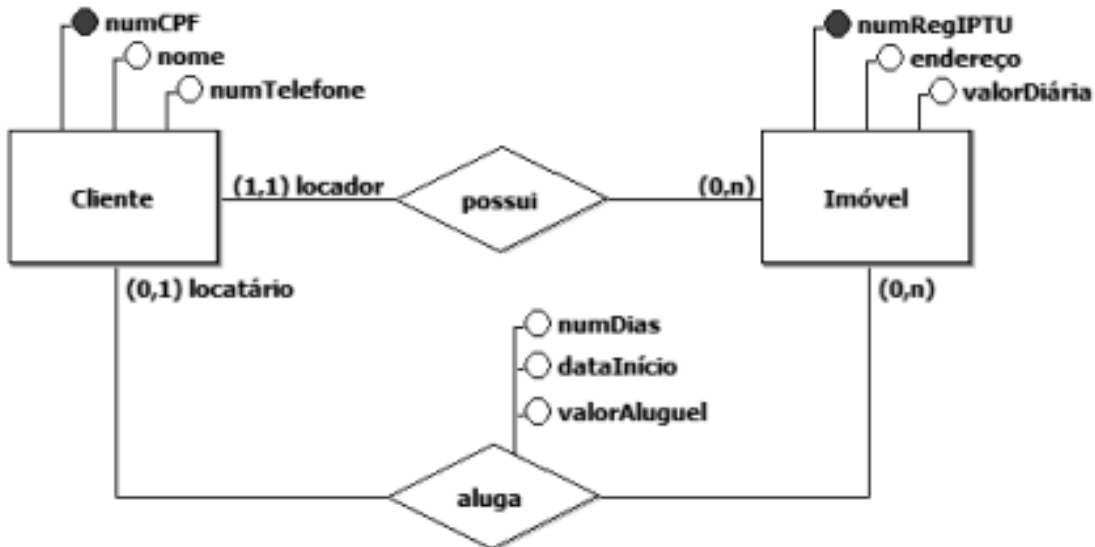 numCPF
nome
numTelefone
numRegIPTU
endereço
valorDiária
Cliente
(1,1) locador
possui
(0,n)
Imóvel
(0,1) locatário
(0,n)
numDias
dataInício
valorAluguel
aluga